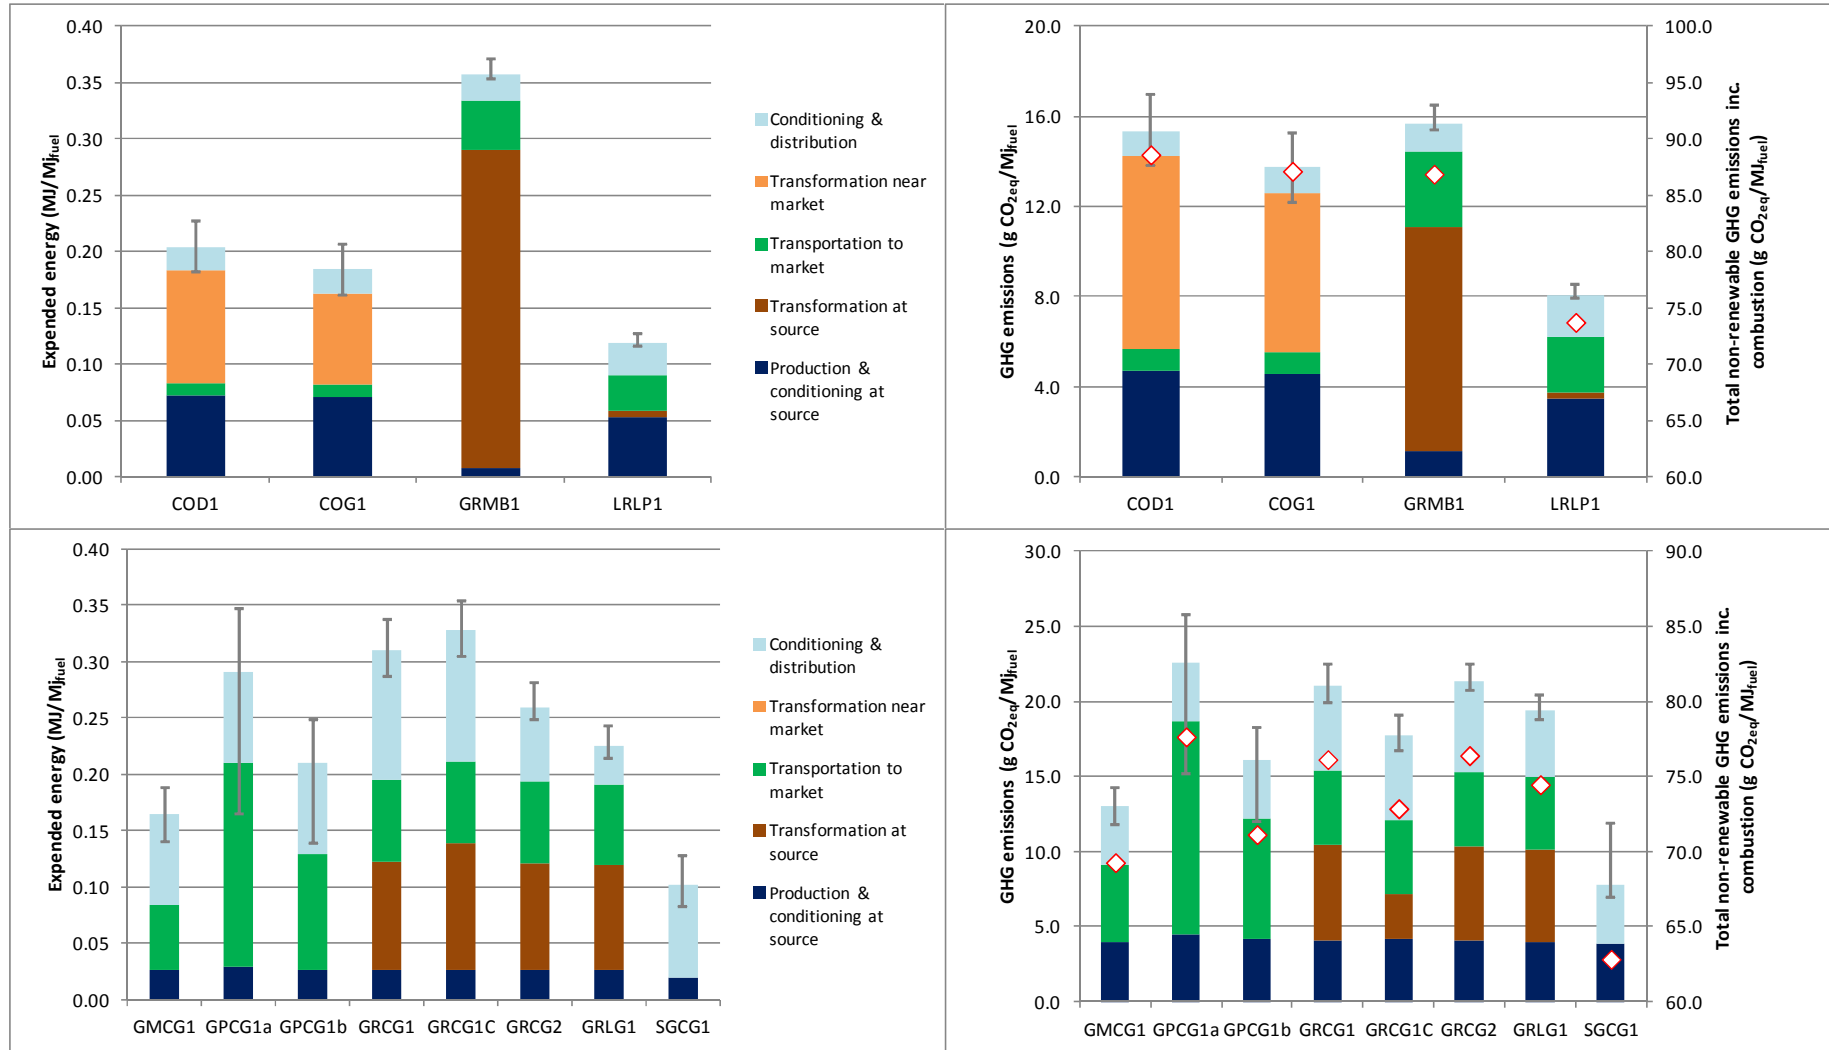 0.40
0.35
0.30
0.25
0.20
0.15
0.10
0.05
0.00
Expended energy (MJ/Mjfuel
COD1 COG1 GRMB1 LRLP1
Conditioning &
distribution
Transformation near
market
Transportation to
market
Transformation at
source
Production &
conditioning at
source
20.0
16.0
12.0
8.0
4.0
0.0
GHG emissions (g CO2eq/Mjfuel
COD1 COG1 GRMB1 LRLP1
100.0
95.0
90.0
85.0
80.0
75.0
70.0
65.0
60.0
Total non-renewable GHG emissions inc.
combustion (g CO2eq/MJfuel)
0.40
0.35
0.30
0.25
0.20
0.15
0.10
0.05
0.00
Expended energy (MJ/Mjfuel
GMCG1 GPCG1a GPCG1b GRCG1 GRCG1C GRCG2 GRLG1 SGCG1
Conditioning &
distribution
Transformation near
market
Transportation to
market
Transformation at
source
Production &
conditioning at
source
30.0
25.0
20.0
15.0
10.0
5.0
0.0
GHG emissions (g CO2eq/Mjfuel
GMCG1 GPCG1a GPCG1b GRCG1 GRCG1C GRCG2 GRLG1 SGCG1
90.0
85.0
80.0
75.0
70.0
65.0
60.0
Total non-renewable GHG emissions inc.
combustion (g CO2eq/MJfuel)